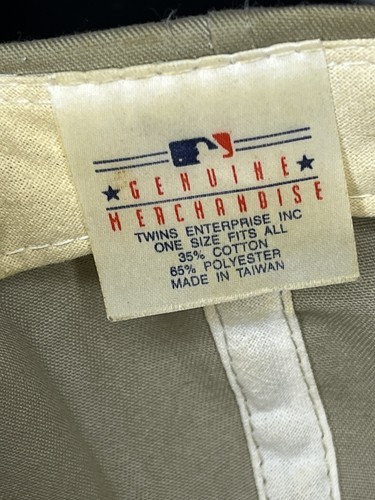 GENUINE
MERCHANDISE
TWINS ENTERPRISE INC
ONE SIZE FITS ALL
35% COTTON
65% POLYESTER
MADE IN TAIWAN